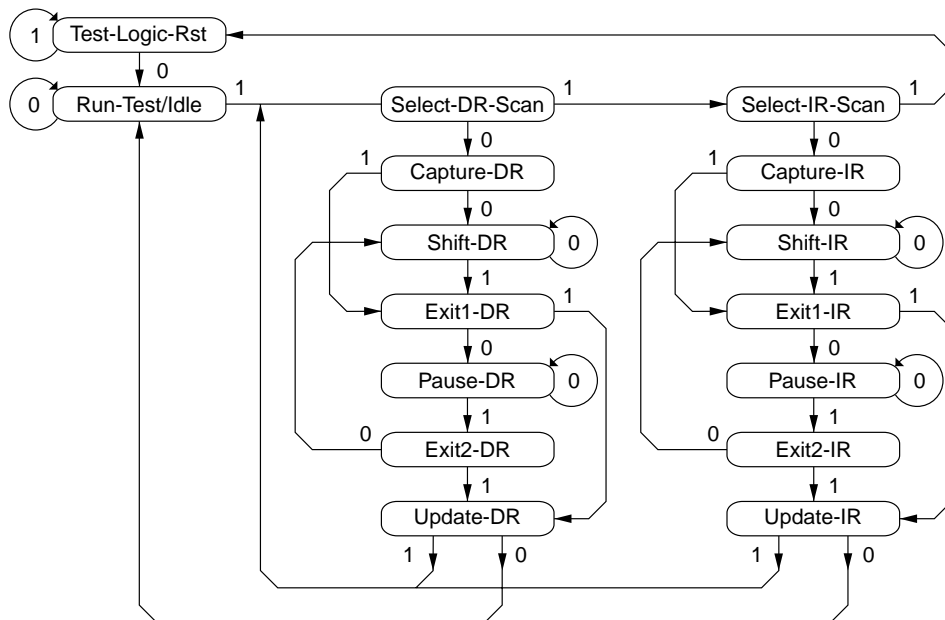 1 Test-Logic-Rst
0
0 Run-Test/Idle 1 Select-DR-Scan 1 Select-IR-Scan 1
0 0
1 Capture-DR 1 Capture-IR
0 0
Shift-DR 0 Shift-IR 0
1 1
Exit1-DR 1 Exit1-IR 1
0 0
Pause-DR 0 Pause-IR 0
1 1
0 Exit2-DR 0 Exit2-IR
1 1
Update-DR Update-IR
1 0 1 0